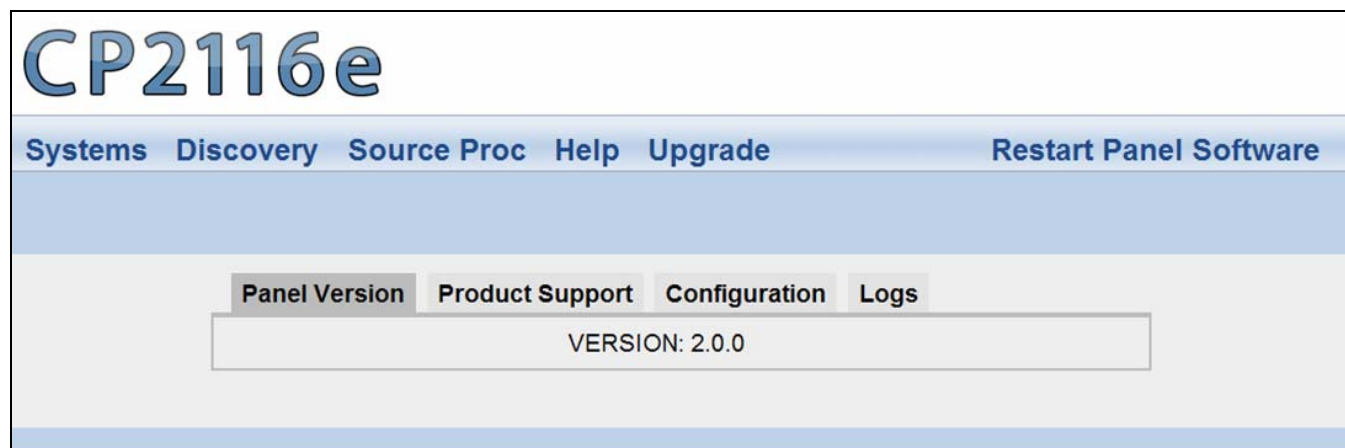 CP2116e
Systems Discovery Source Proc Help Upgrade Restart Panel Software
Panel Version Product Support Configuration Logs
VERSION: 2.0.0